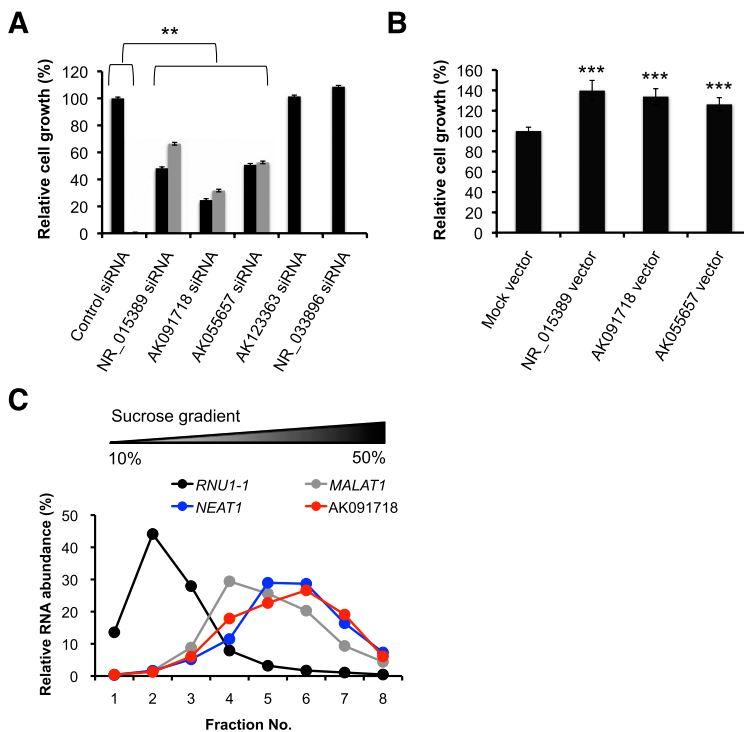 A
**
Relative cell growth (%)
120
100
80
60
40
20
0
Control siRNA
NR_015389 siRNA
AK091718 siRNA
AK055657 siRNA
AK123363 siRNA
NR_033896 siRNA
B
Relative cell growth (%)
160
140
120
100
80
60
40
20
0
***
***
***
Mock vector
NR_015389 vector
AK091718 vector
AK055657 vector
C
Sucrose gradient
10% 50%
RNU1-1 MALAT1
NEAT1 AK091718
Relative RNA abundance (%)
50
40
30
20
10
0
1 2 3 4 5 6 7 8
Fraction No.